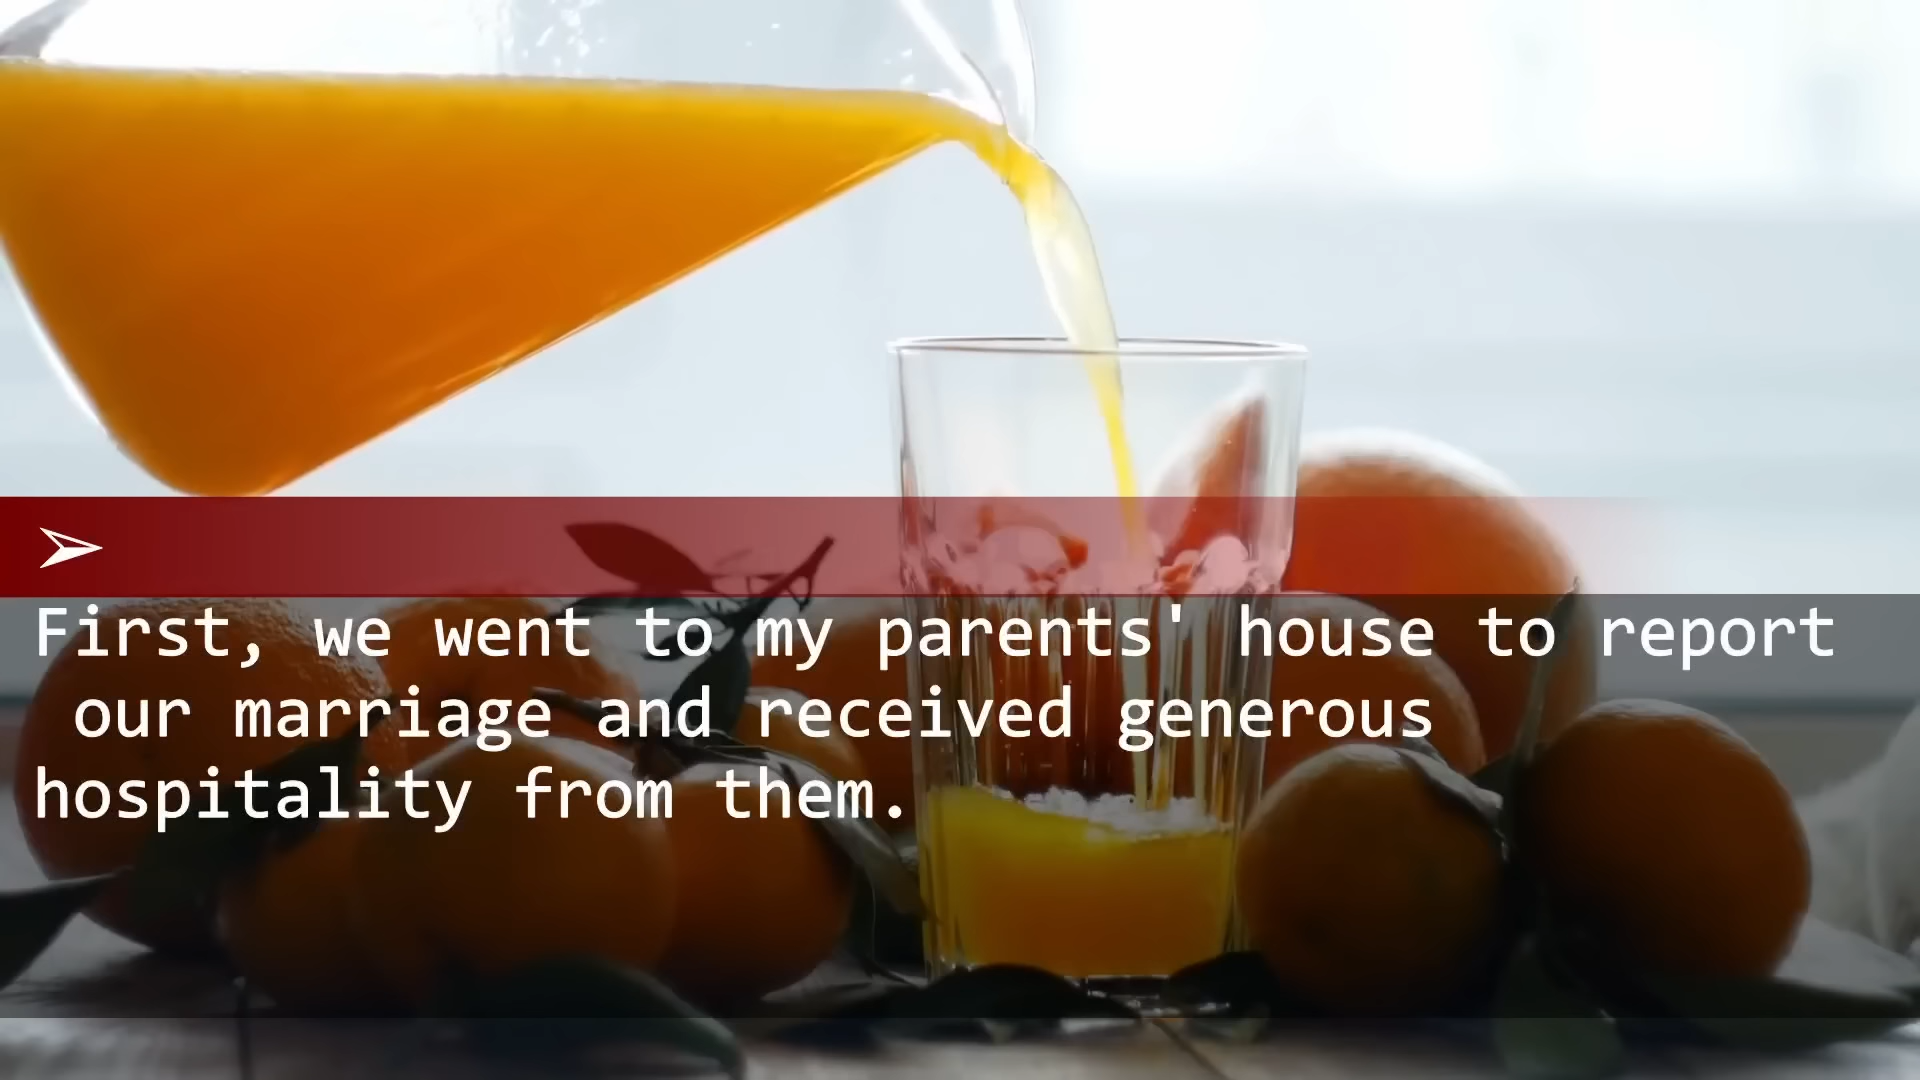 First, we went to my parents' house to report
our marriage and received generous
hospitality from them.